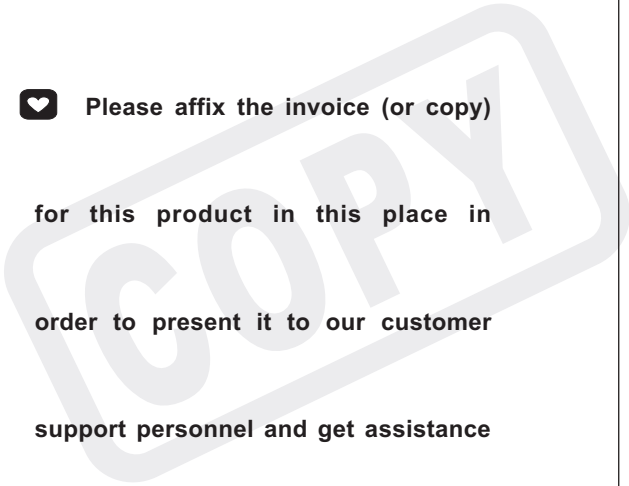 Please affix the invoice (or copy)
for this product in this place in
order to present it to our customer
support personnel and get assistance
COPY